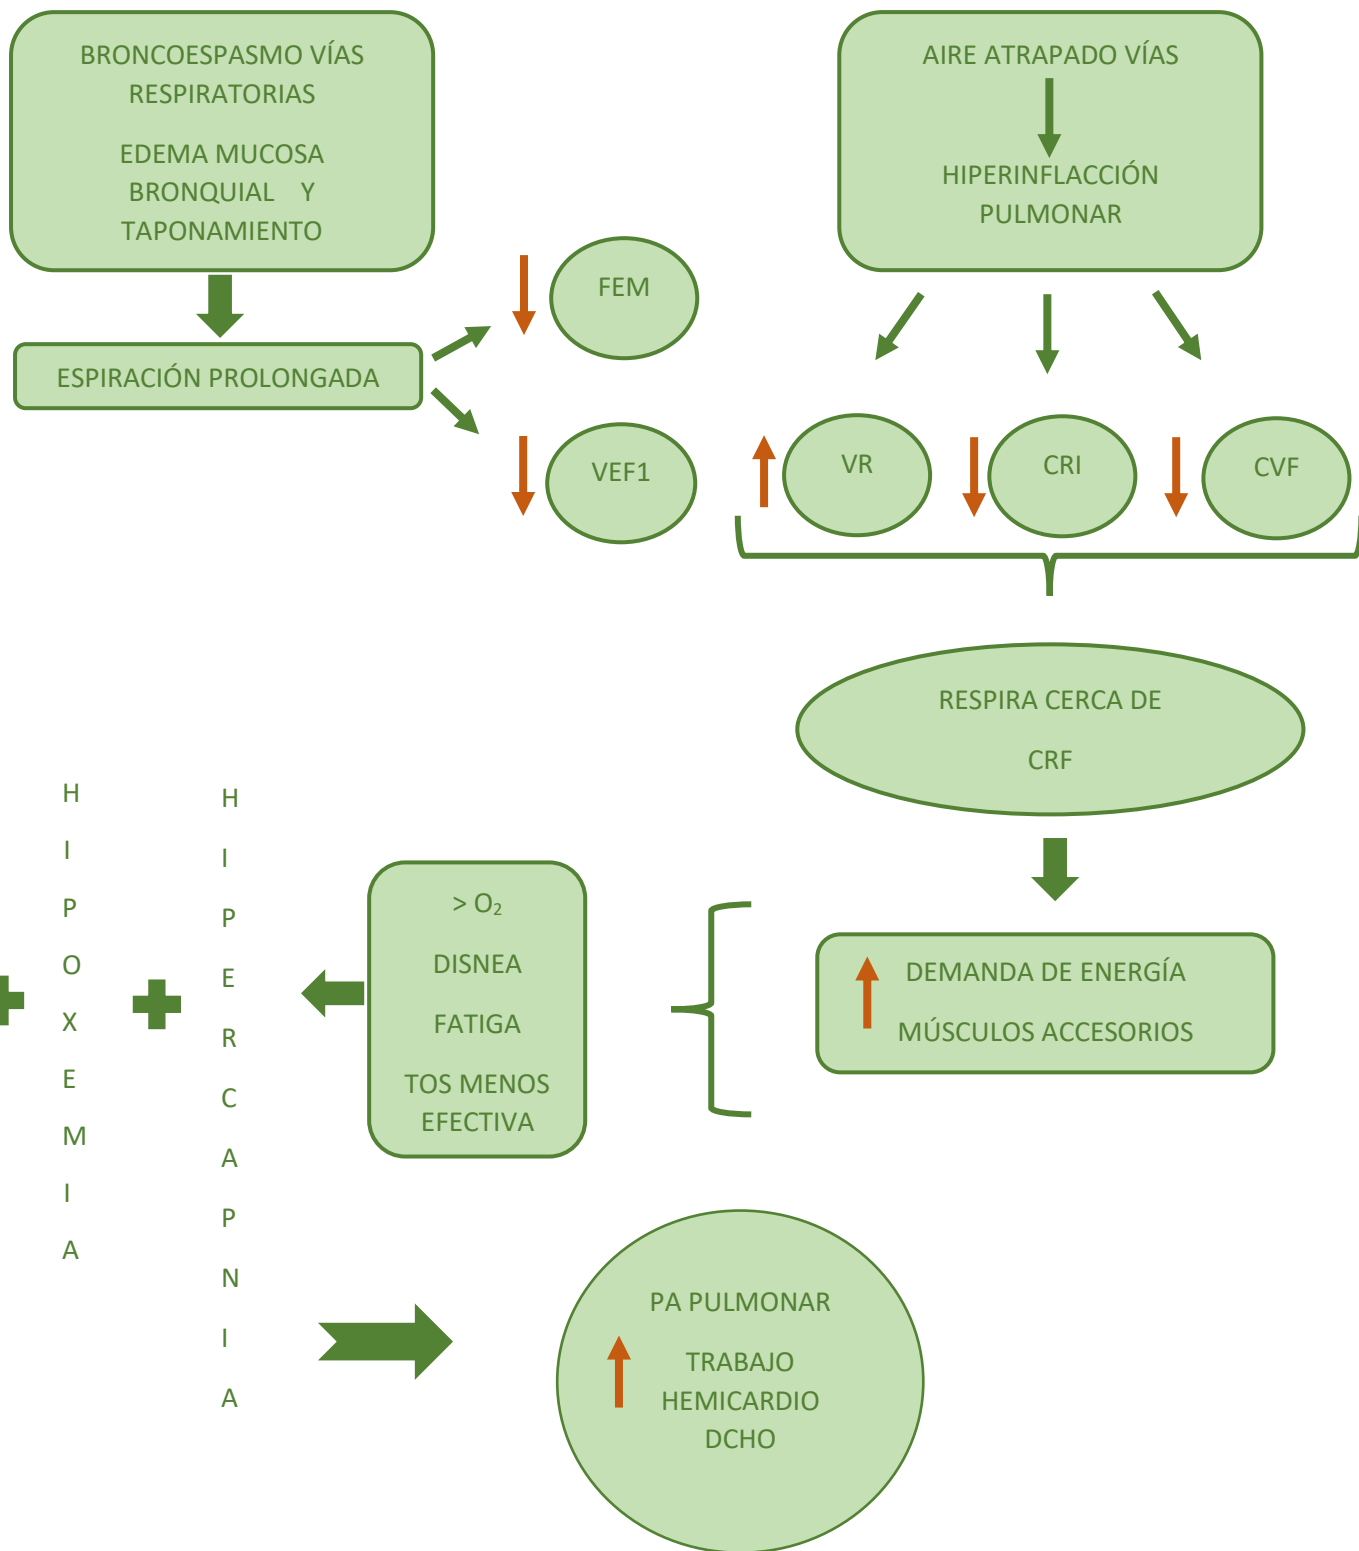 BRONCOESPASMO VÍAS
RESPIRATORIAS
EDEMA MUCOSA
BRONQUIAL Y
TAPONAMIENTO
ESPIRACIÓN PROLONGADA
FEM
VEF1
AIRE ATRAPADO VÍAS
HIPERINFLACCIÓN
PULMONAR
VR
CRI
CVF
RESPIRA CERCA DE
CRF
DEMANDA DE ENERGÍA
MÚSCULOS ACCESORIOS
> O₂
DISNEA
FATIGA
TOS MENOS
EFECTIVA
HIPERCAPNIA
HIPOXEMIA
PA PULMONAR
TRABAJO
HEMICARDIO
DCHO